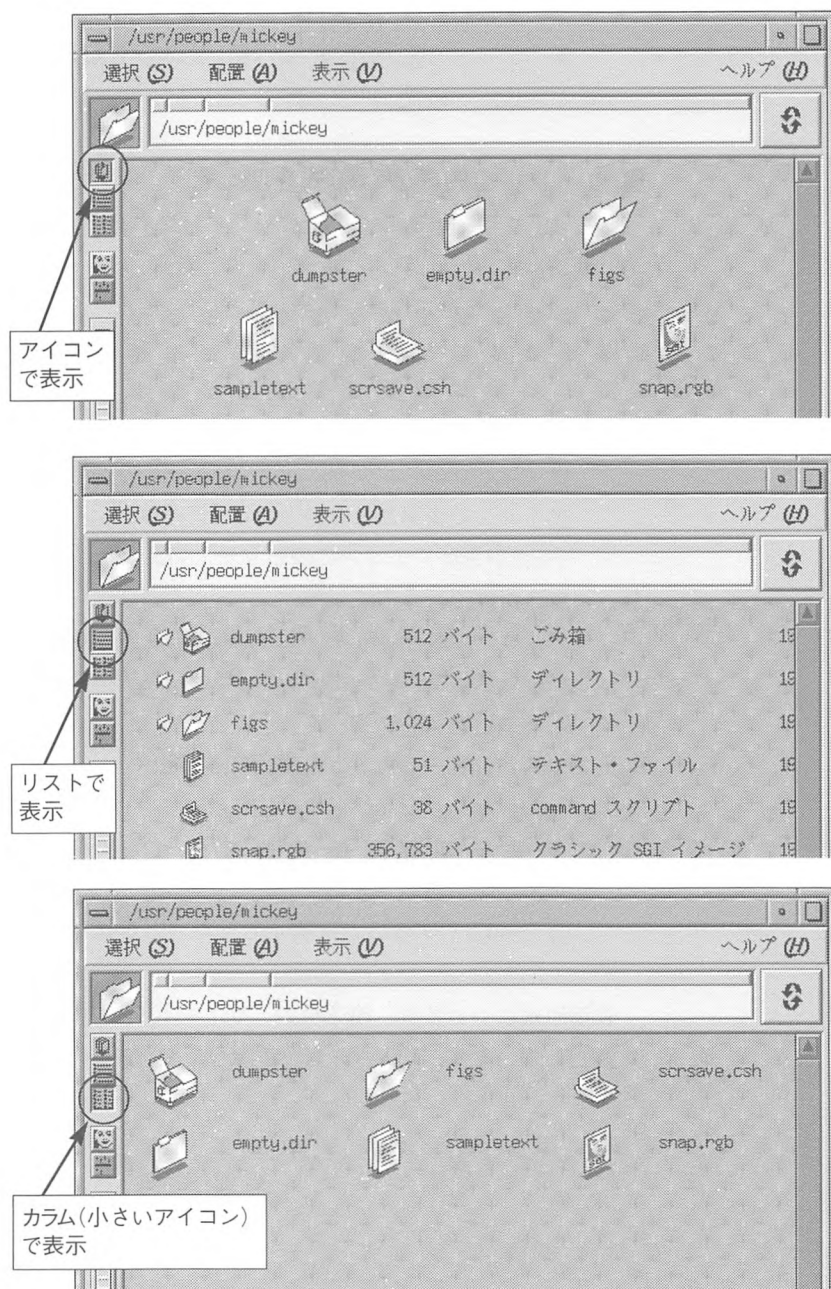 /usr/people/mickey
選択 (S) 配置 (A) 表示 (V) ヘルプ (H)
/usr/people/mickey
dumpster empty.dir figs
アイコン
で表示
sampletext scrsave.csh snap.rgb
/usr/people/mickey
選択 (S) 配置 (A) 表示 (V) ヘルプ (H)
/usr/people/mickey
dumpster 512 バイト ごみ箱 19
empty.dir 512 バイト ディレクトリ 19
figs 1,024 バイト ディレクトリ 19
sampletext 51 バイト テキスト・ファイル 19
リストで
表示
scrsave.csh 38 バイト command スクリプト 19
snap.rgb 356,783 バイト クラシック SGI イメージ 19
/usr/people/mickey
選択 (S) 配置 (A) 表示 (V) ヘルプ (H)
/usr/people/mickey
dumpster figs scrsave.csh
empty.dir sampletext snap.rgb
カラム(小さいアイコン)
で表示